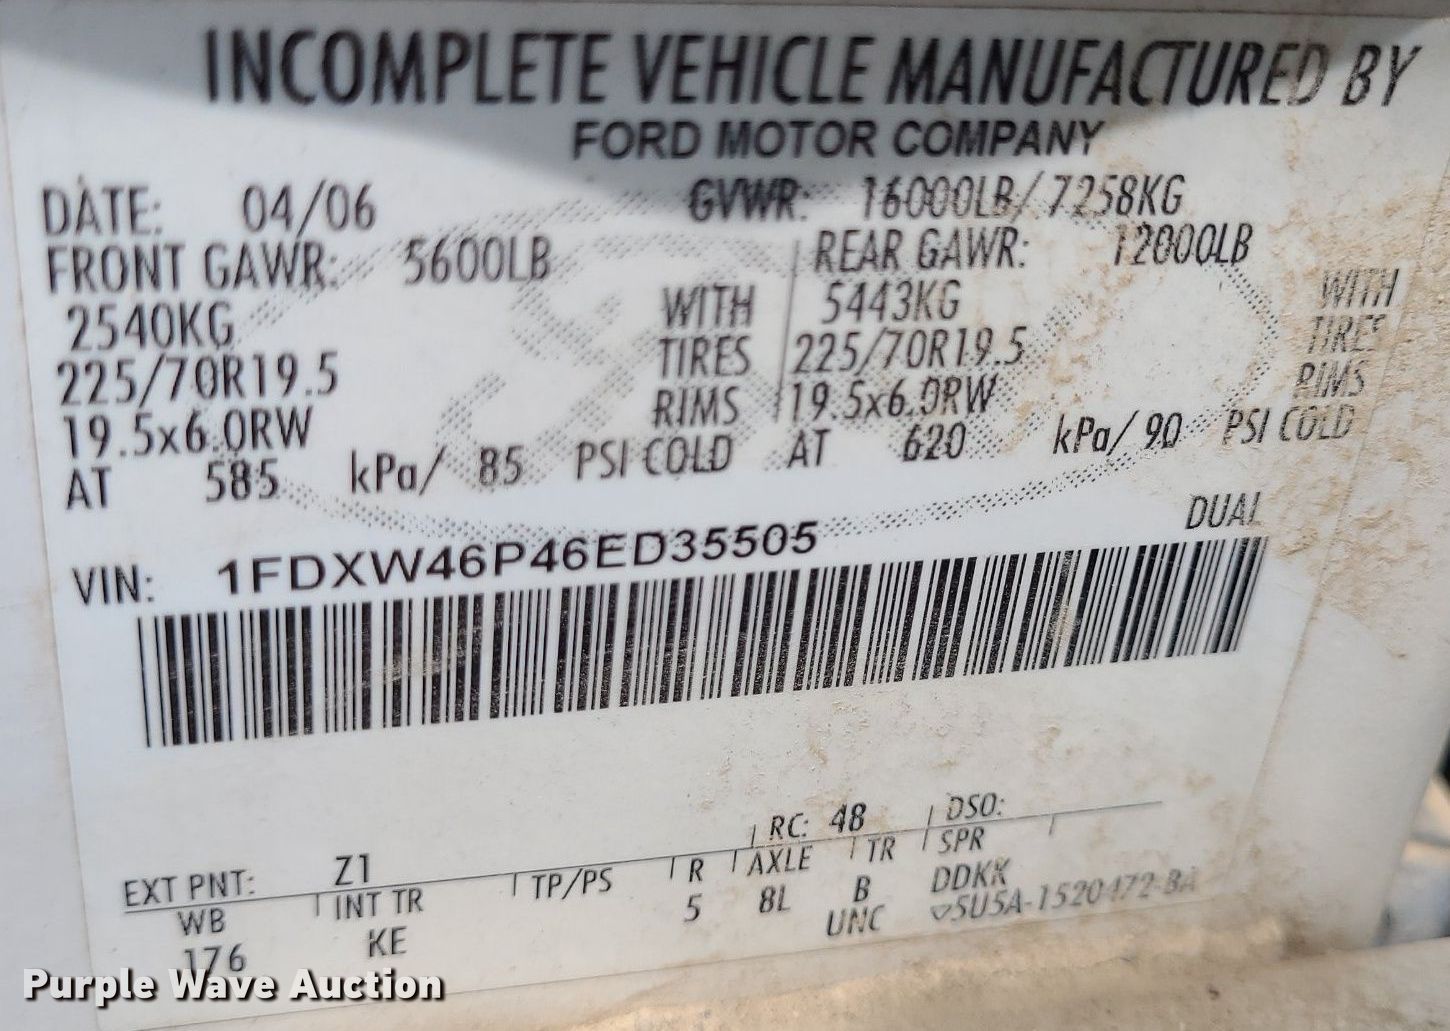 INCOMPLETE VEHICLE MANUFACTURED BY
FORD MOTOR COMPANY
DATE: 04/06 GVWR: 16000LB/ 7258KG
FRONT GAWR: 5600LB REAR GAWR: 12000LB
2540KG WITH 5443KG WITH
225/70R19.5 TIRES 225/70R19.5 TIRES
19.5x6.0RW RIMS 19.5x6.0RW RIMS
AT 585 kPa/ 85 PSI COLD AT 620 kPa/ 90 PSI COLD
DUAL
VIN: 1FDXW46P46ED35505
EXT PNT: Z1 RC: 48 DSO:
WB INT TR TP/PS R AXLE TR SPR
176 KE 5 8L B DDKK
UNC 5U5A-1520472-BA
Purple Wave Auction